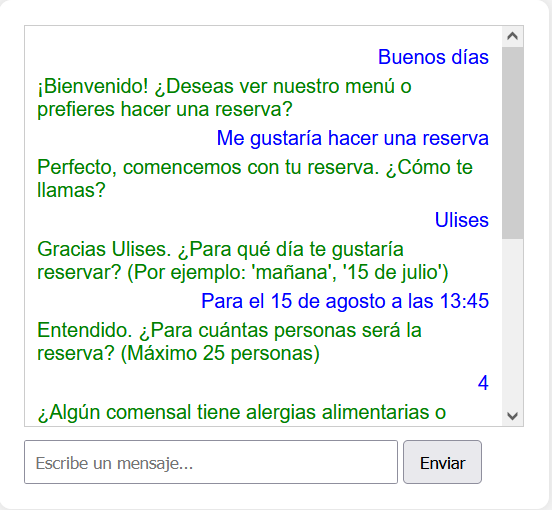 Buenos días
¡Bienvenido! ¿Deseas ver nuestro menú o
prefieres hacer una reserva?
Me gustaría hacer una reserva
Perfecto, comencemos con tu reserva. ¿Cómo te
llamas?
Ulises
Gracias Ulises. ¿Para qué día te gustaría
reservar? (Por ejemplo: 'mañana', '15 de julio')
Para el 15 de agosto a las 13:45
Entendido. ¿Para cuántas personas será la
reserva? (Máximo 25 personas)
4
¿Algún comensal tiene alergias alimentarias o
Escribe un mensaje...
Enviar